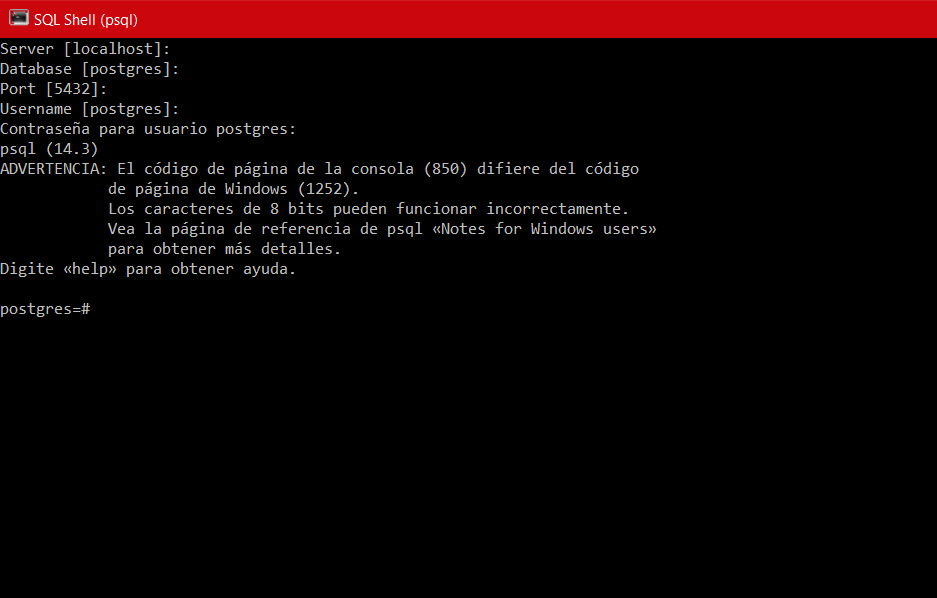 SQL Shell (psql)
Server [localhost]:
Database [postgres]:
Port [5432]:
Username [postgres]:
Contraseña para usuario postgres:
psql (14.3)
ADVERTENCIA: El código de página de la consola (850) difiere del código
de página de Windows (1252).
Los caracteres de 8 bits pueden funcionar incorrectamente.
Vea la página de referencia de psql «Notes for Windows users»
para obtener más detalles.
Digite «help» para obtener ayuda.
postgres=#